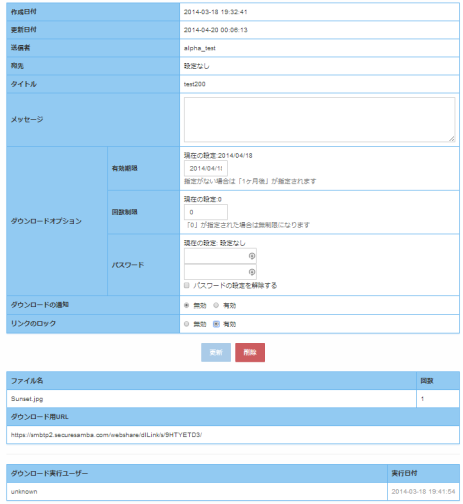 作成日付 2014-03-18 19:32:41
更新日付 2014-04-20 00:06:13
送信者 alpha_test
宛先 設定なし
タイトル test200
メッセージ
ダウンロードオプション
有効期限
現在の設定:2014/04/18
2014/04/1
指定がない場合は「1ヶ月後」が指定されます
回数制限
現在の設定:0
0
「0」が指定された場合は無制限になります
パスワード
現在の設定: 設定なし
パスワードの設定を解除する
ダウンロードの通知 無効 有効
リンクのロック 無効 有効
更新 削除
ファイル名 回数
Sunset.jpg 1
ダウンロード用URL
https://smbtp2.securesamba.com/webshare/dlLink/s/9HTYETD3/
ダウンロード実行ユーザー 実行日付
unknown 2014-03-18 19:41:54